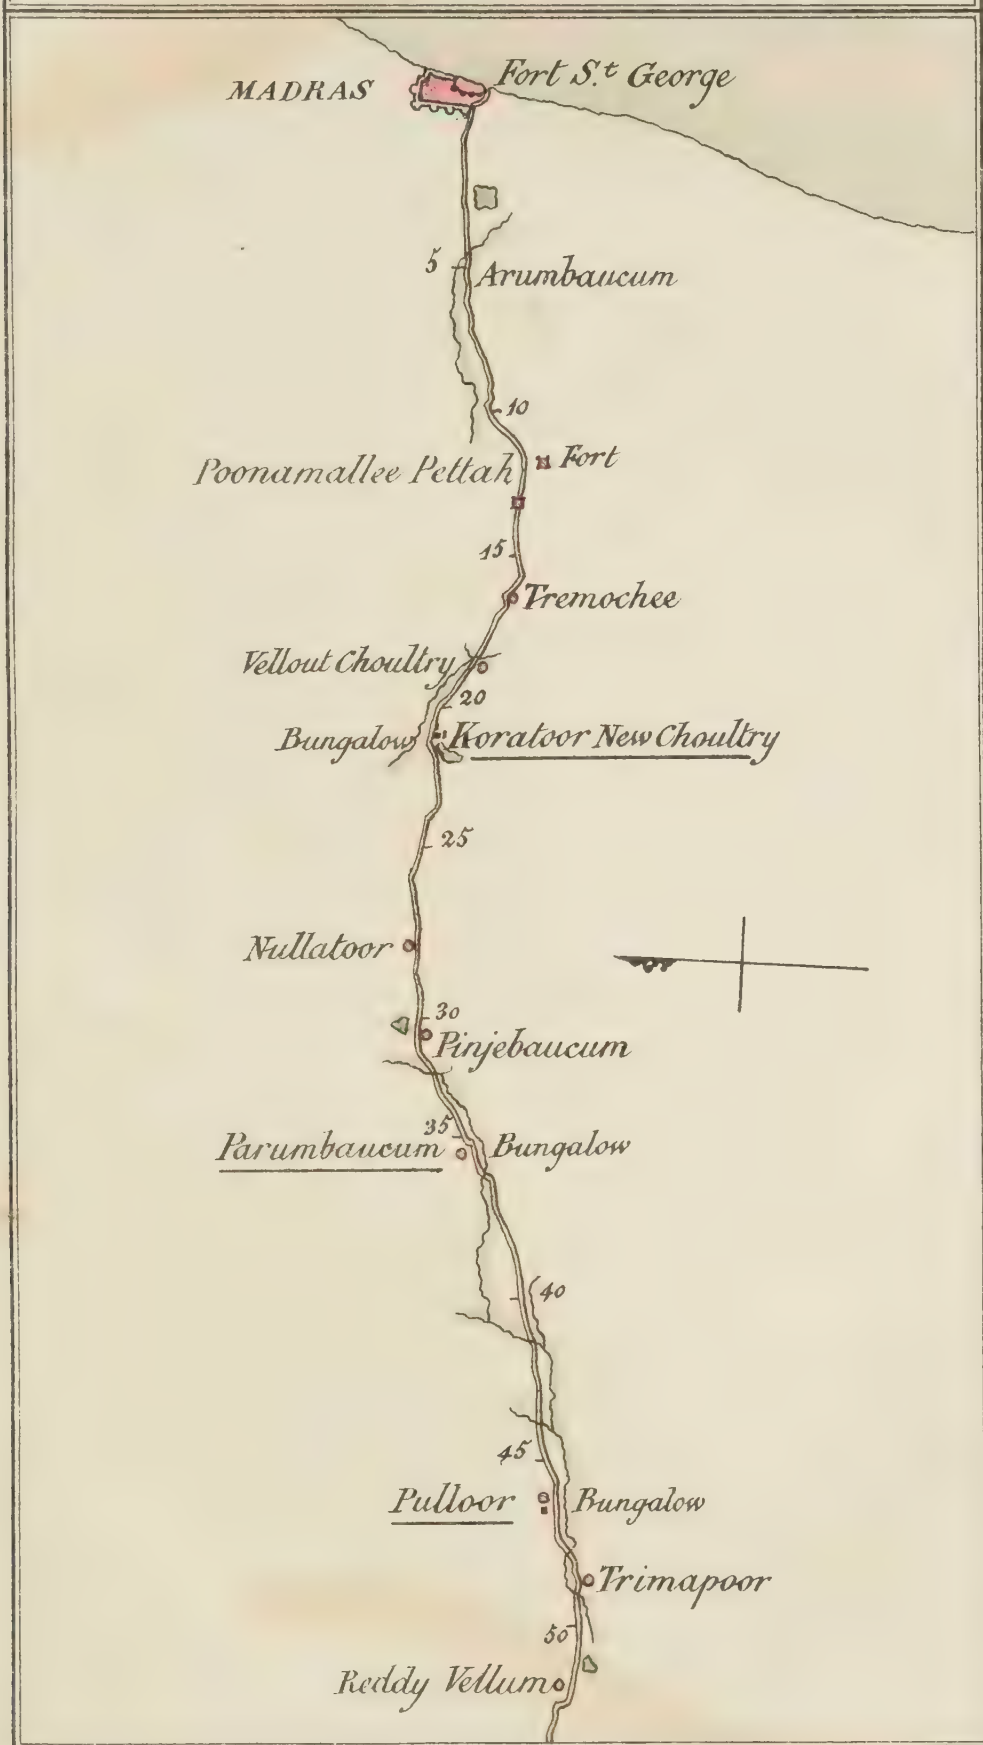 MADRAS
Fort S.t George
5
Arumbaucum
10
Poonamallee Pettah
Fort
15
Tremochee
Vellout Choultry
20
Bungalow
Koratoor New Choultry
25
Nullatoor
30
Pinjebaucum
35
Parumbaucum
Bungalow
40
45
Pulloor
Bungalow
Trimapoor
50
Reddy Vellum